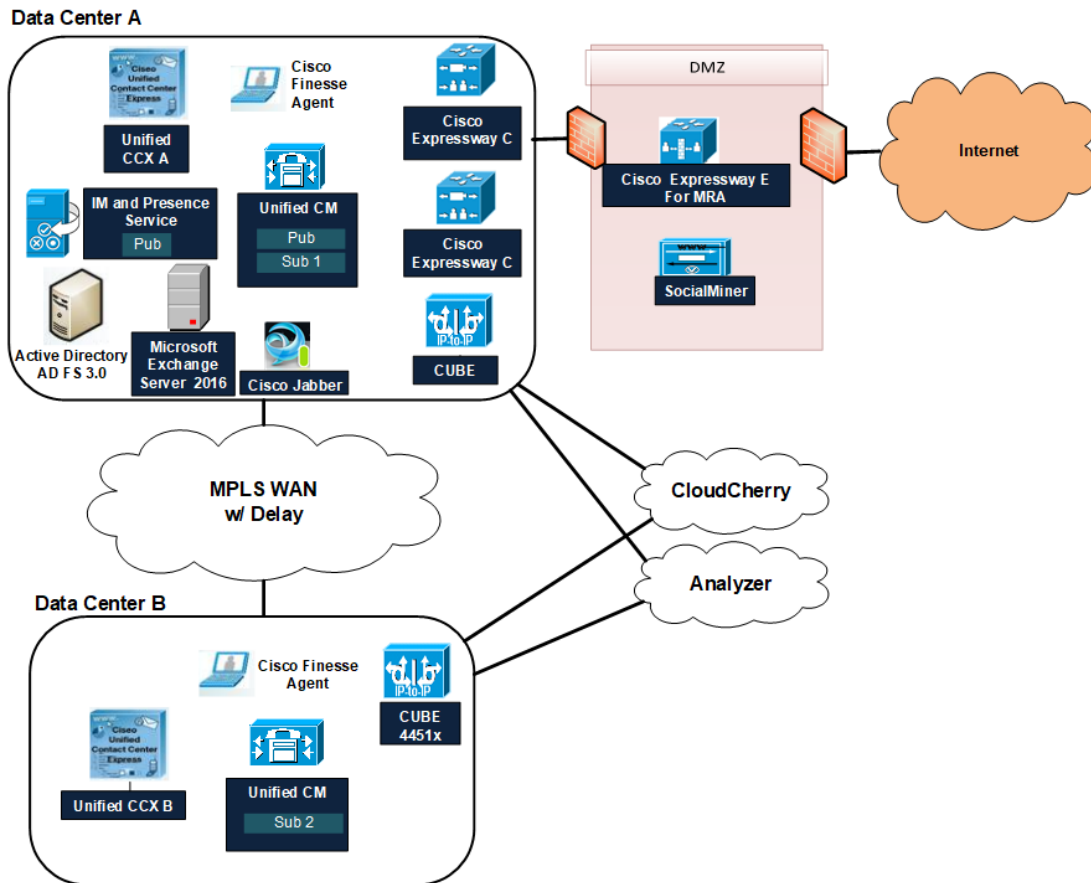 Data Center A
www.
Cisco
Unified
Contact Center
Express
Unified
CCX A
Cisco
Finesse
Agent
Cisco
Expressway C
IM and Presence
Service
Pub
Unified CM
Pub
Sub 1
Cisco
Expressway C
Active Directory
AD FS 3.0
Microsoft
Exchange
Server 2016
Cisco Jabber
IP-to-IP
CUBE
DMZ
Cisco Expressway E
For MRA
www
SocialMiner
Internet
MPLS WAN
w/ Delay
CloudCherry
Analyzer
Data Center B
Cisco Finesse
Agent
IP-to-IP
CUBE
4451x
www.
Cisco
Unified
Contact Center
Express
Unified CCX B
Unified CM
Sub 2